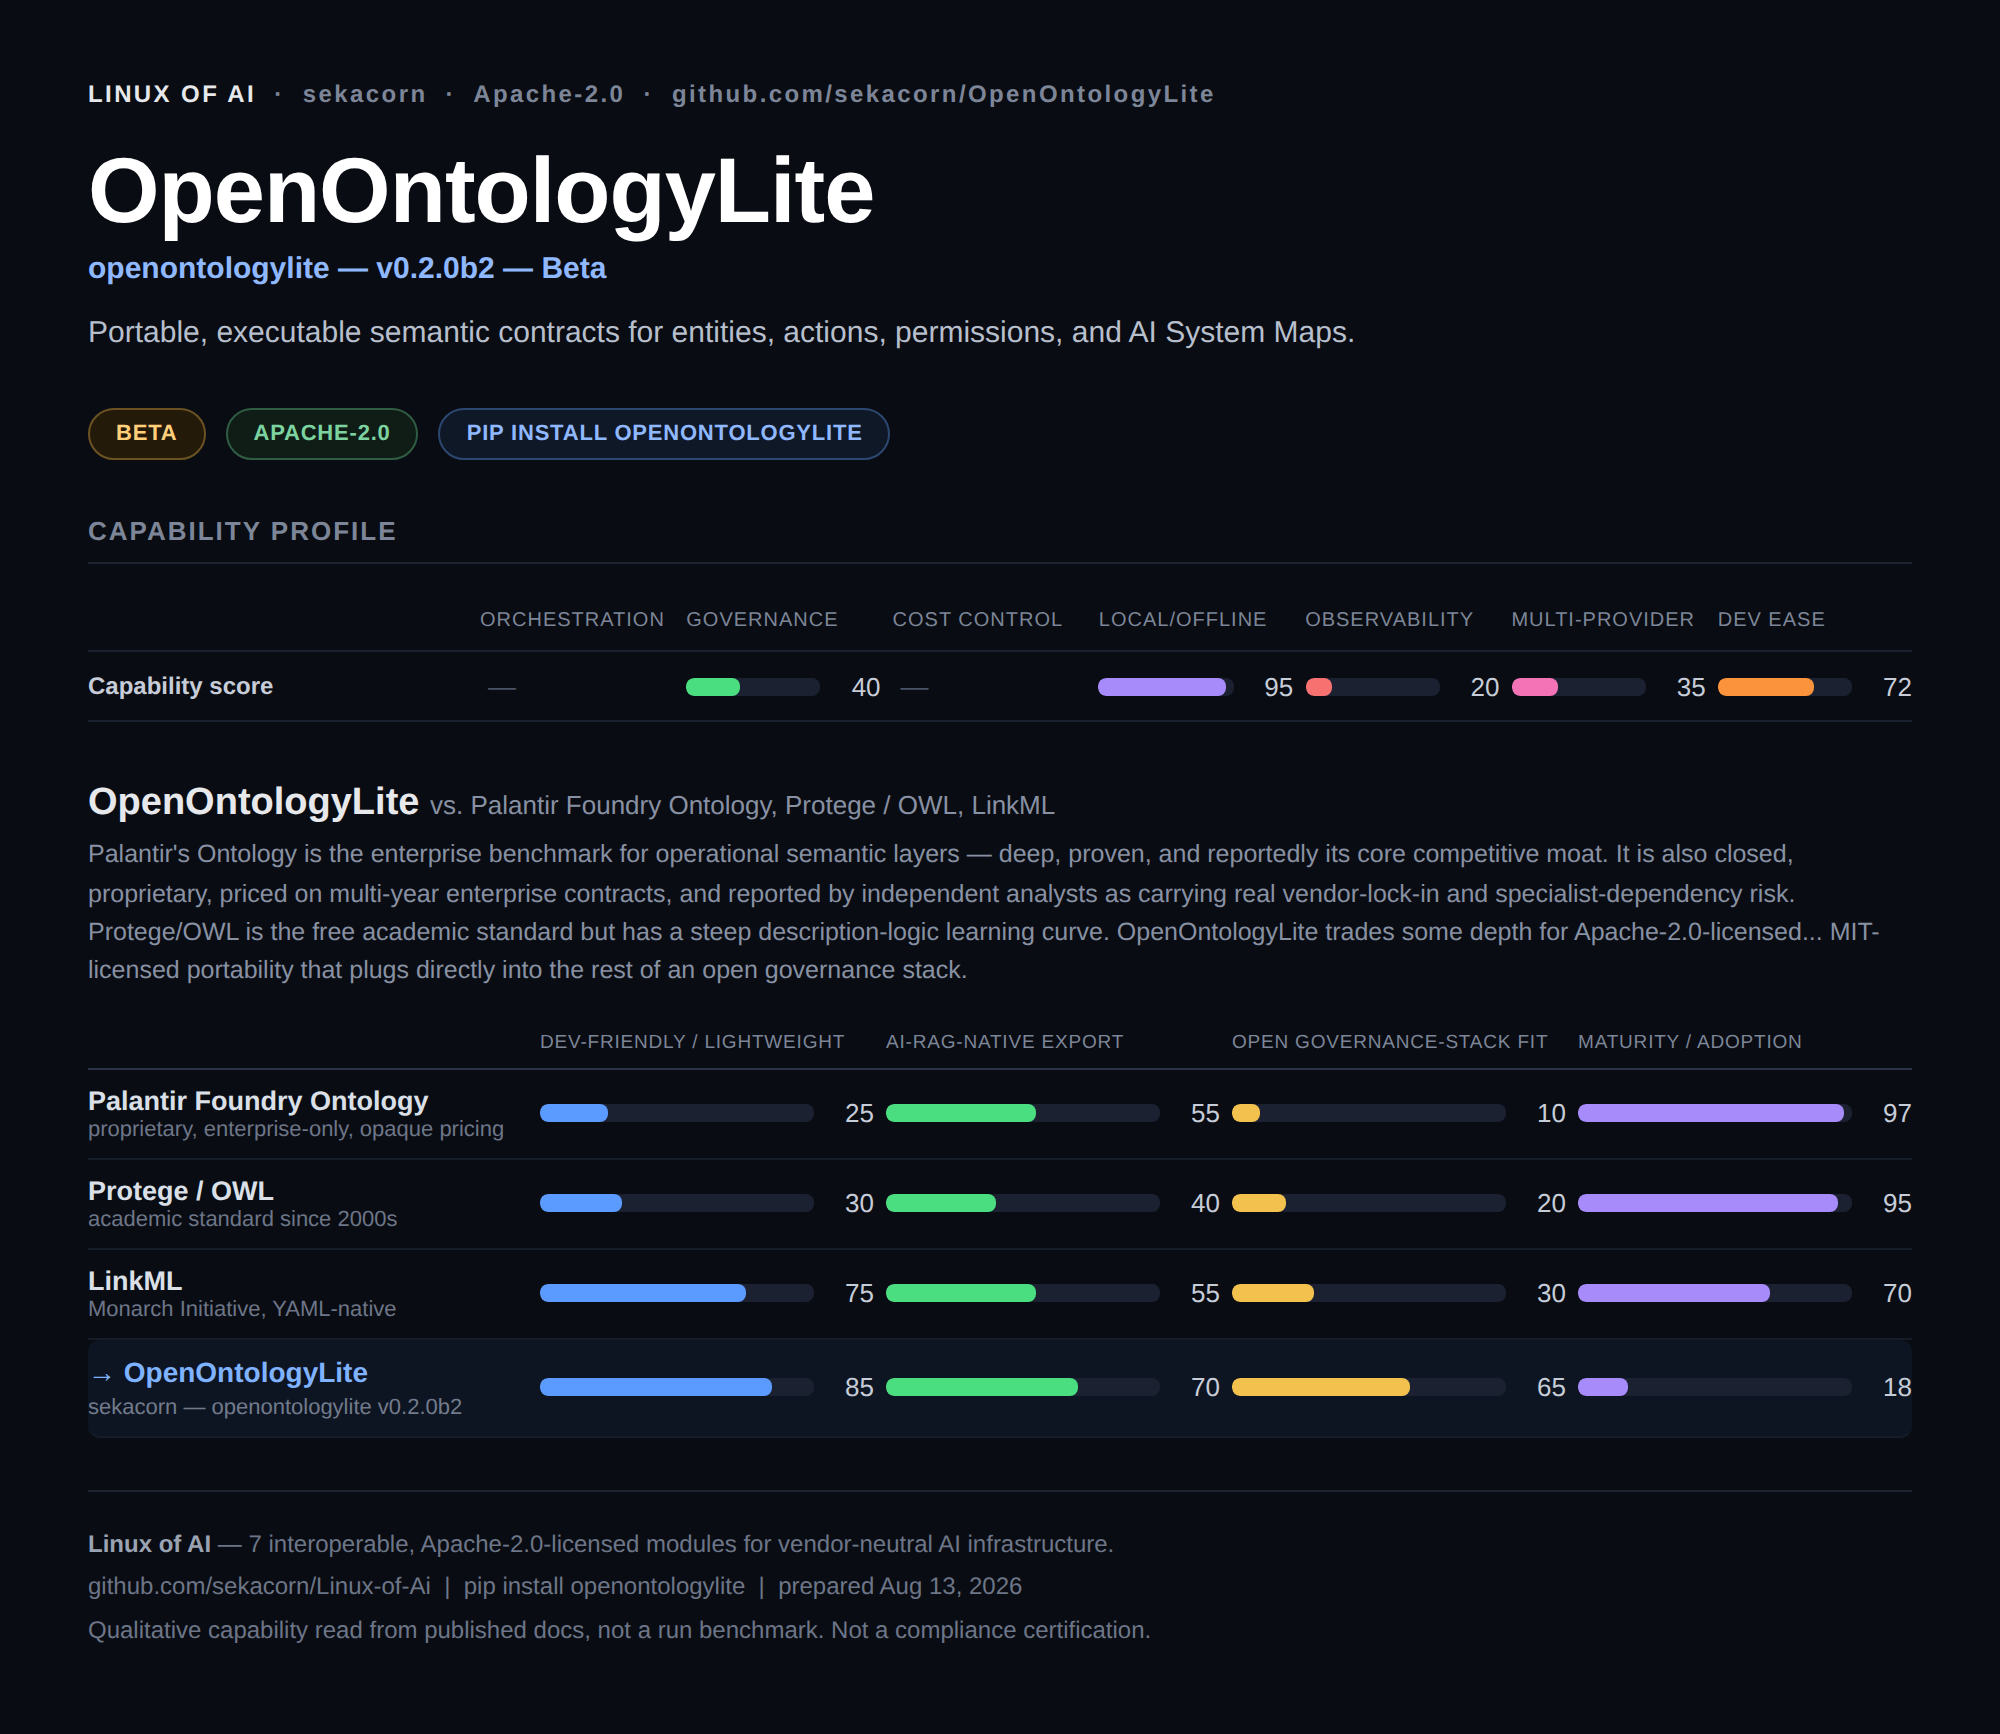 LINUX OF AI · sekacorn · Apache-2.0 · github.com/sekacorn/OpenOntologyLite
OpenOntologyLite
openontologylite — v0.2.0b2 — Beta
Portable, executable semantic contracts for entities, actions, permissions, and AI System Maps.
BETA APACHE-2.0 PIP INSTALL OPENONTOLOGYLITE
CAPABILITY PROFILE
ORCHESTRATION GOVERNANCE COST CONTROL LOCAL/OFFLINE OBSERVABILITY MULTI-PROVIDER DEV EASE
Capability score — 40 — 95 20 35 72
OpenOntologyLite vs. Palantir Foundry Ontology, Protege / OWL, LinkML
Palantir's Ontology is the enterprise benchmark for operational semantic layers — deep, proven, and reportedly its core competitive moat. It is also closed,
proprietary, priced on multi-year enterprise contracts, and reported by independent analysts as carrying real vendor-lock-in and specialist-dependency risk.
Protege/OWL is the free academic standard but has a steep description-logic learning curve. OpenOntologyLite trades some depth for Apache-2.0-licensed... MIT-
licensed portability that plugs directly into the rest of an open governance stack.
DEV-FRIENDLY / LIGHTWEIGHT AI-RAG-NATIVE EXPORT OPEN GOVERNANCE-STACK FIT MATURITY / ADOPTION
Palantir Foundry Ontology 25 55 10 97
proprietary, enterprise-only, opaque pricing
Protege / OWL 30 40 20 95
academic standard since 2000s
LinkML 75 55 30 70
Monarch Initiative, YAML-native
→ OpenOntologyLite 85 70 65 18
sekacorn — openontologylite v0.2.0b2
Linux of AI — 7 interoperable, Apache-2.0-licensed modules for vendor-neutral AI infrastructure.
github.com/sekacorn/Linux-of-Ai | pip install openontologylite | prepared Aug 13, 2026
Qualitative capability read from published docs, not a run benchmark. Not a compliance certification.